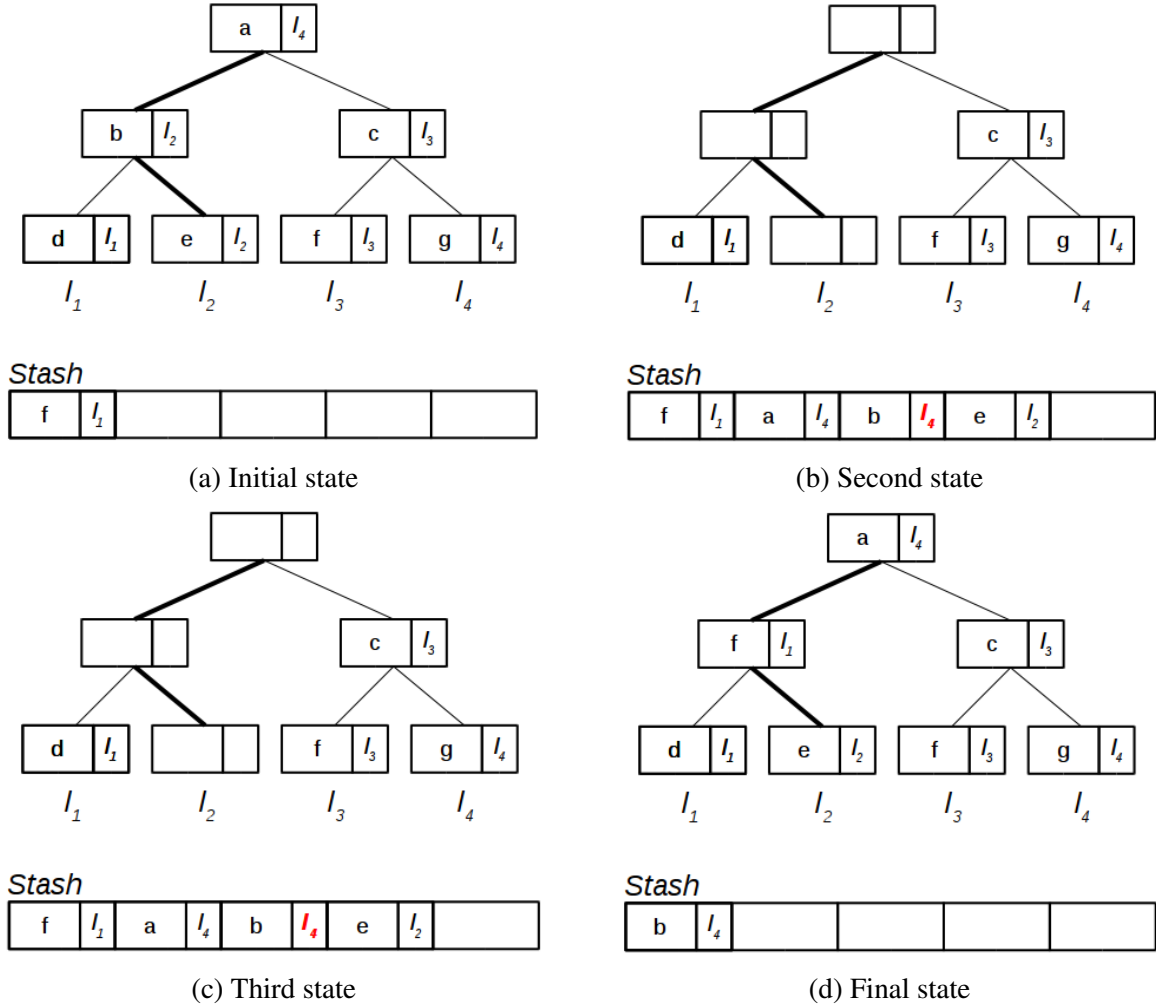 a l4
b l2 c l3
d l1 e l2 f l3 g l4
l1 l2 l3 l4
Stash
f l1
(a) Initial state
c l3
d l1 f l3 g l4
l1 l2 l3 l4
Stash
f l1 a l4 b l4 e l2
(b) Second state
c l3
d l1 f l3 g l4
l1 l2 l3 l4
Stash
f l1 a l4 b l4 e l2
(c) Third state
a l4
f l1 c l3
d l1 e l2 f l3 g l4
l1 l2 l3 l4
Stash
b l4
(d) Final state